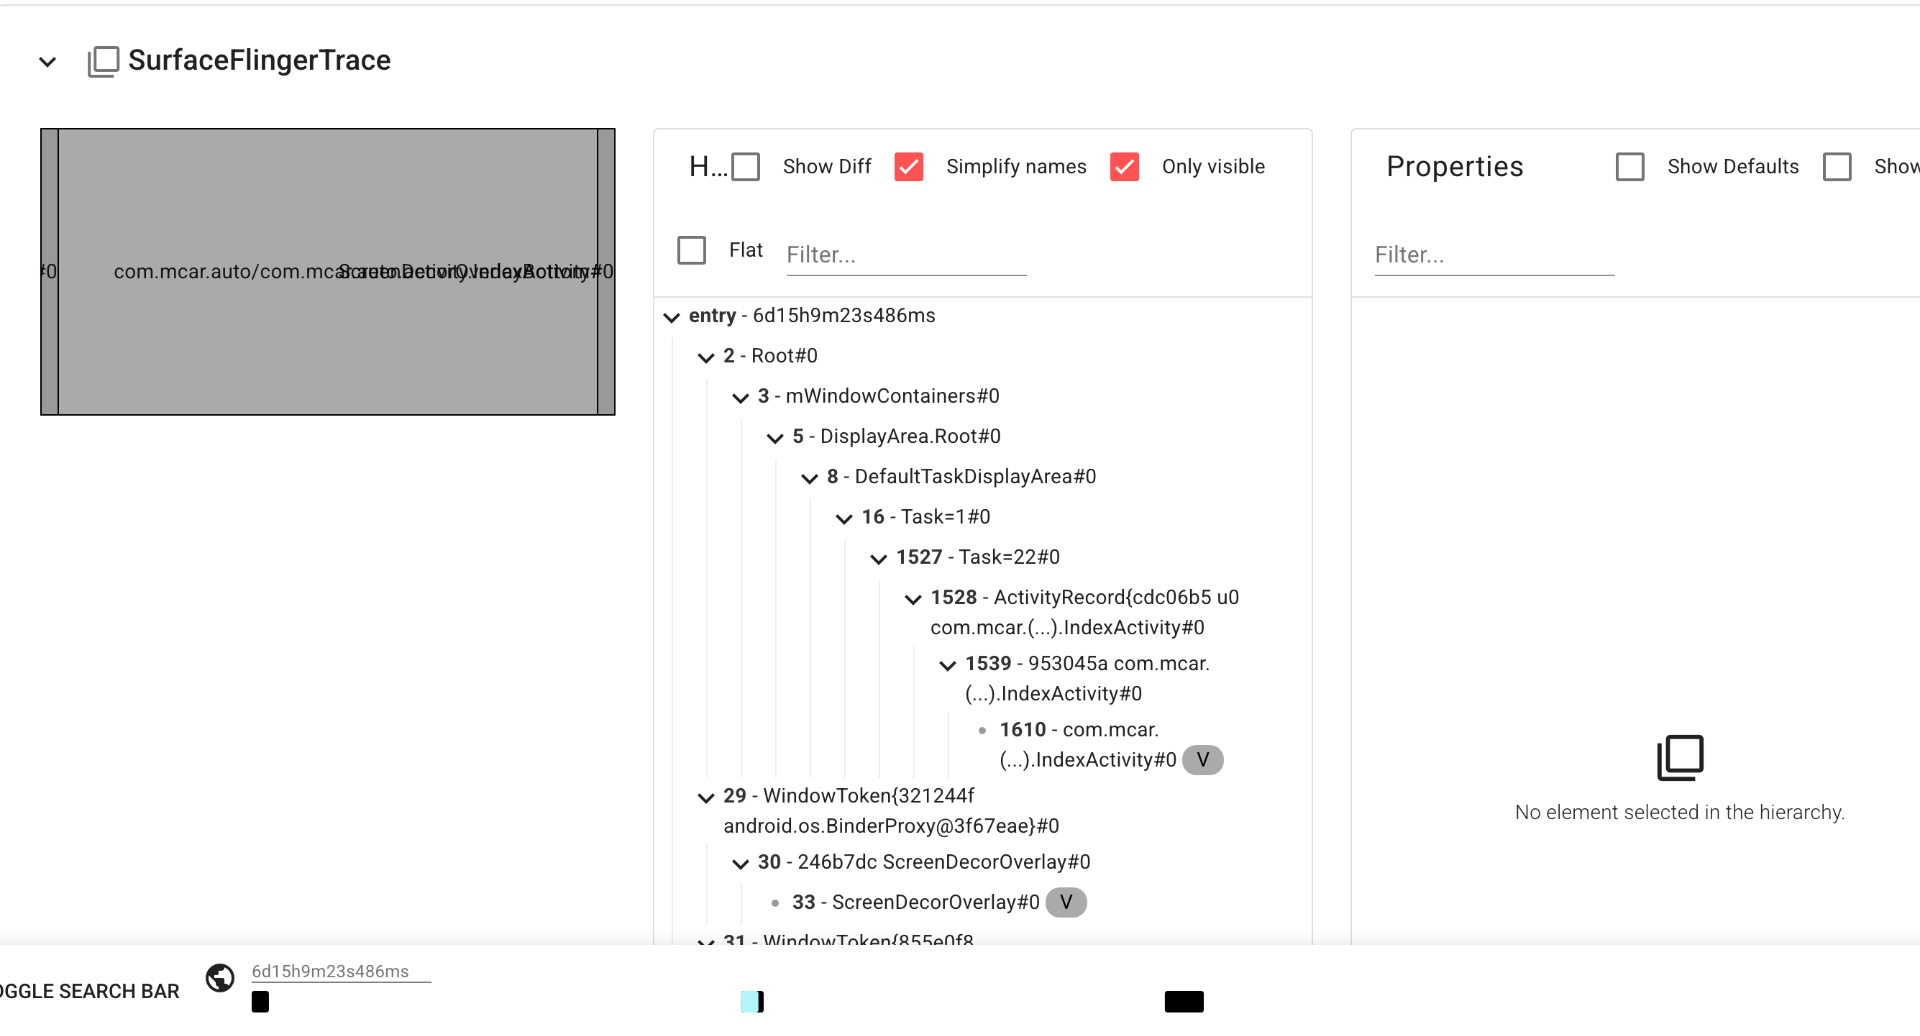 SurfaceFlingerTrace
#0
com.mcar.auto/com.mcar.auto.activity.IndexActivity#0
ScreenDecorOverlayBottom#0
H... Show Diff Simplify names Only visible
Flat Filter...
entry - 6d15h9m23s486ms
2 - Root#0
3 - mWindowContainers#0
5 - DisplayArea.Root#0
8 - DefaultTaskDisplayArea#0
16 - Task=1#0
1527 - Task=22#0
1528 - ActivityRecord{cdc06b5 u0
com.mcar.(...).IndexActivity#0
1539 - 953045a com.mcar.
(...).IndexActivity#0
1610 - com.mcar.
(...).IndexActivity#0 V
29 - WindowToken{321244f
android.os.BinderProxy@3f67eae}#0
30 - 246b7dc ScreenDecorOverlay#0
33 - ScreenDecorOverlay#0 V
31 - WindowToken{855e0f8
Properties Show Defaults Show
Filter...
No element selected in the hierarchy.
OGGLE SEARCH BAR
6d15h9m23s486ms